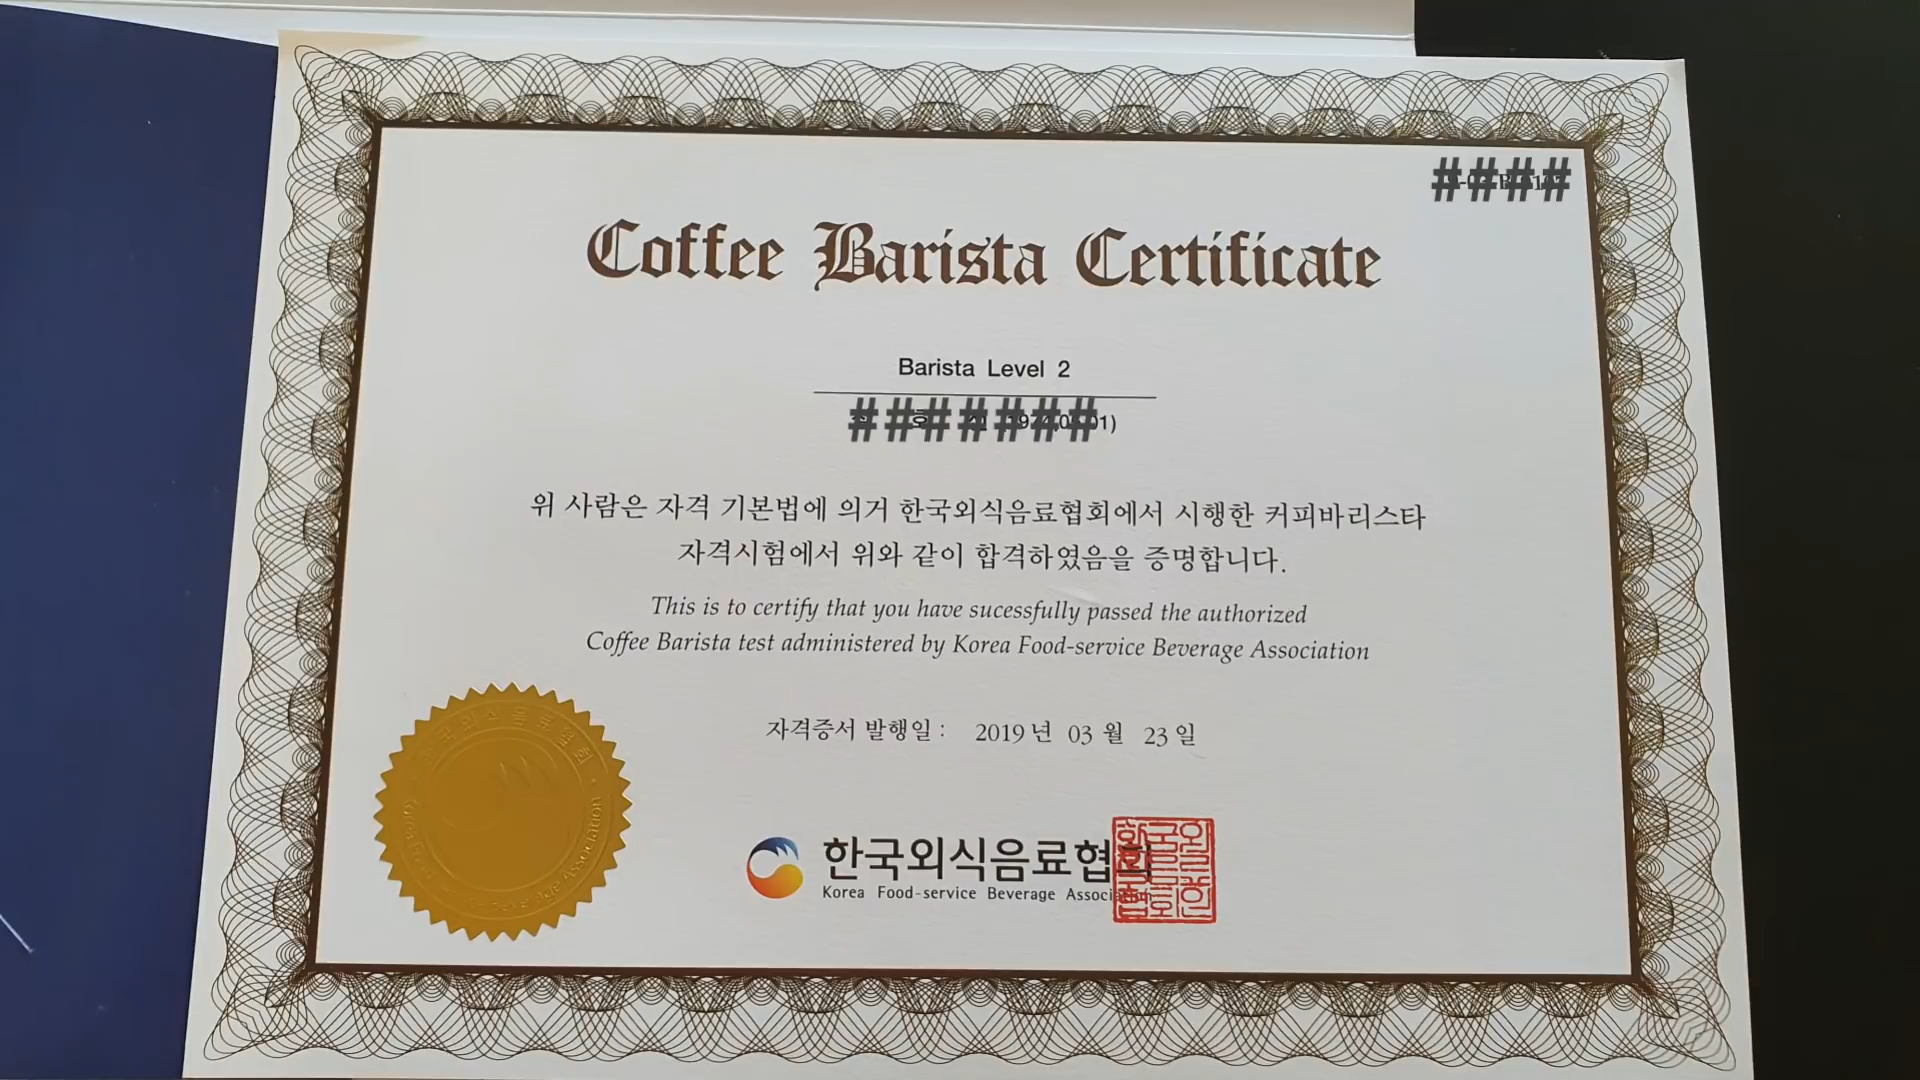 ####
Coffee Barista Certificate
Barista Level 2
#######
위 사람은 자격 기본법에 의거 한국외식음료협회에서 시행한 커피바리스타
자격시험에서 위와 같이 합격하였음을 증명합니다.
This is to certify that you have sucessfully passed the authorized
Coffee Barista test administered by Korea Food-service Beverage Association
자격증서 발행일 : 2019 년 03 월 23 일
한국외식음료협회
Korea Food-service Beverage Association